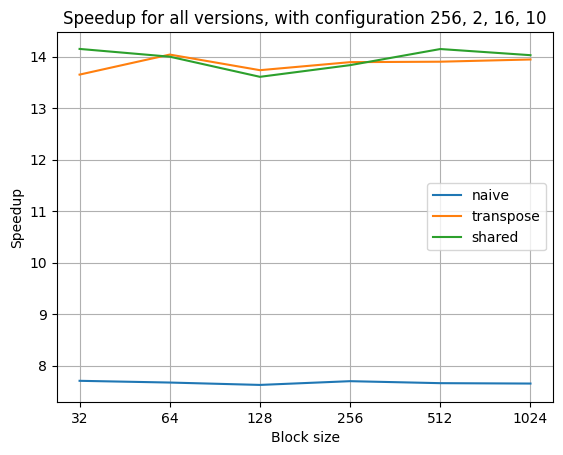 Speedup for all versions, with configuration 256, 2, 16, 10
14
13
12
11
10
9
8
Speedup
naive
transpose
shared
32 64 128 256 512 1024
Block size